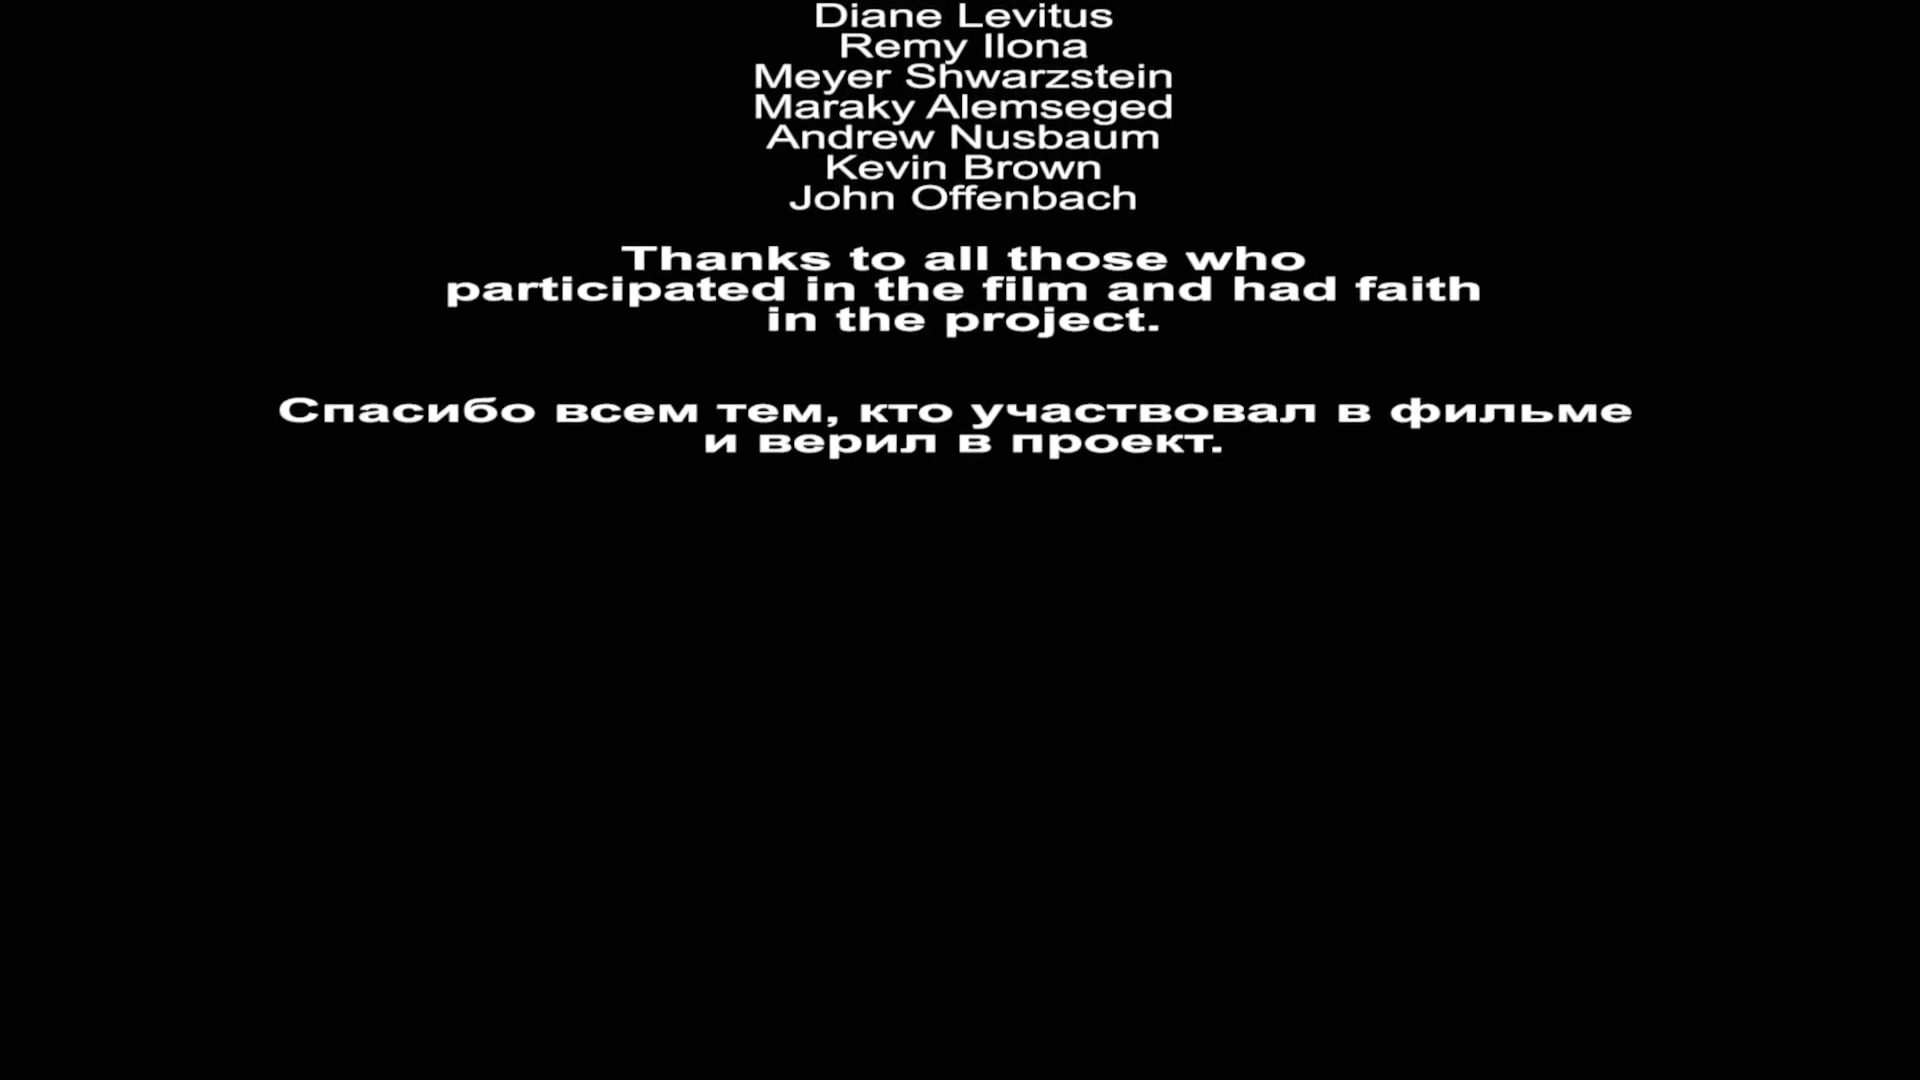 Diane Levitus
Remy Ilona
Meyer Shwarzstein
Maraky Alemseged
Andrew Nusbaum
Kevin Brown
John Offenbach
Thanks to all those who
participated in the film and had faith
in the project.
Спасибо всем тем, кто участвовал в фильме
и верил в проект.